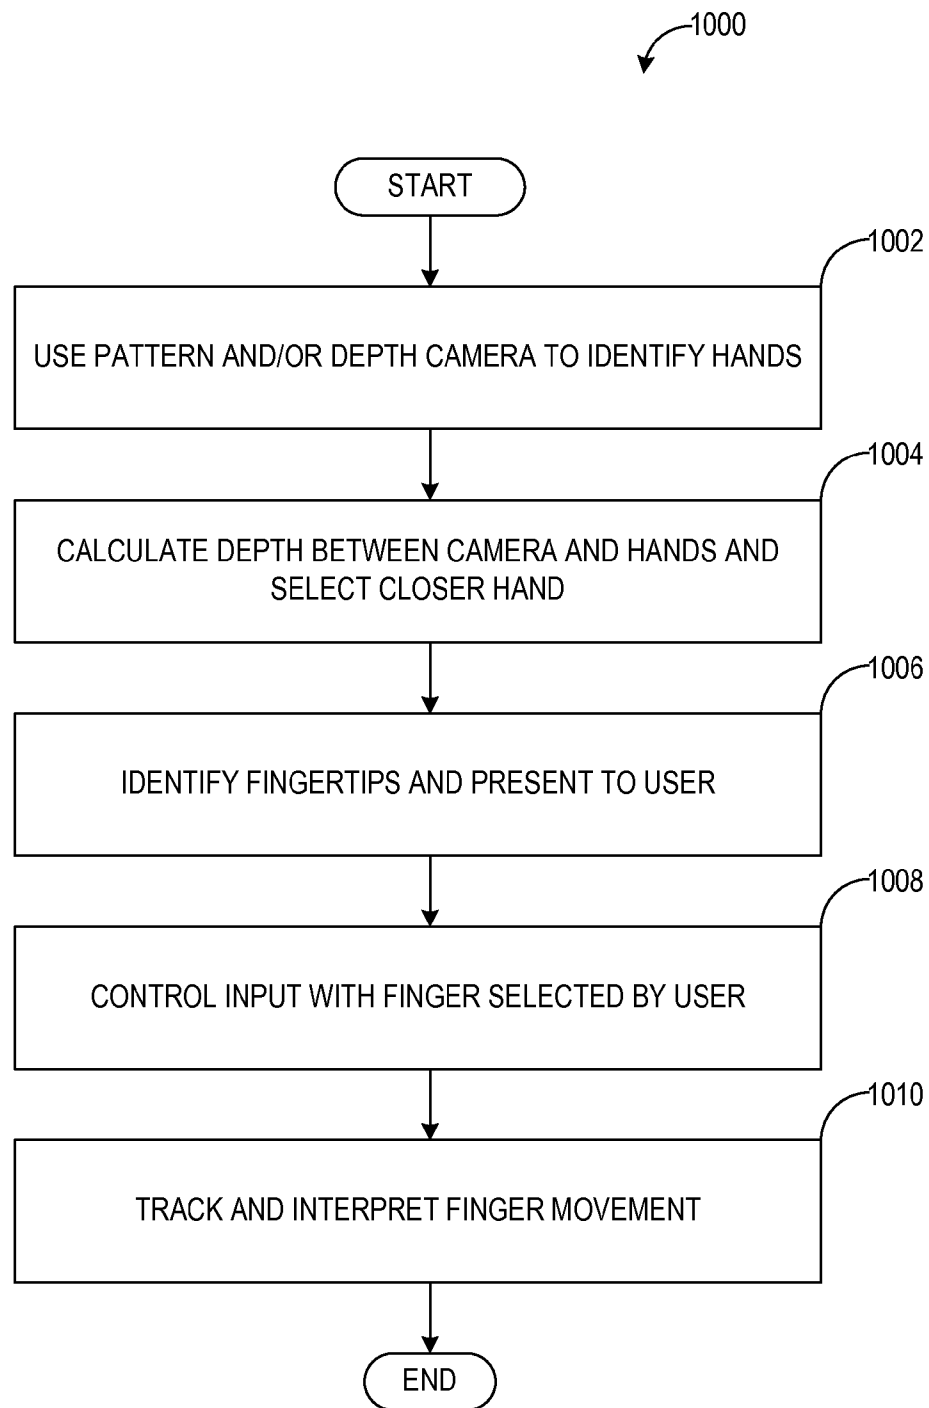 1000
START
1002
USE PATTERN AND/OR DEPTH CAMERA TO IDENTIFY HANDS
1004
CALCULATE DEPTH BETWEEN CAMERA AND HANDS AND
SELECT CLOSER HAND
1006
IDENTIFY FINGERTIPS AND PRESENT TO USER
1008
CONTROL INPUT WITH FINGER SELECTED BY USER
1010
TRACK AND INTERPRET FINGER MOVEMENT
END